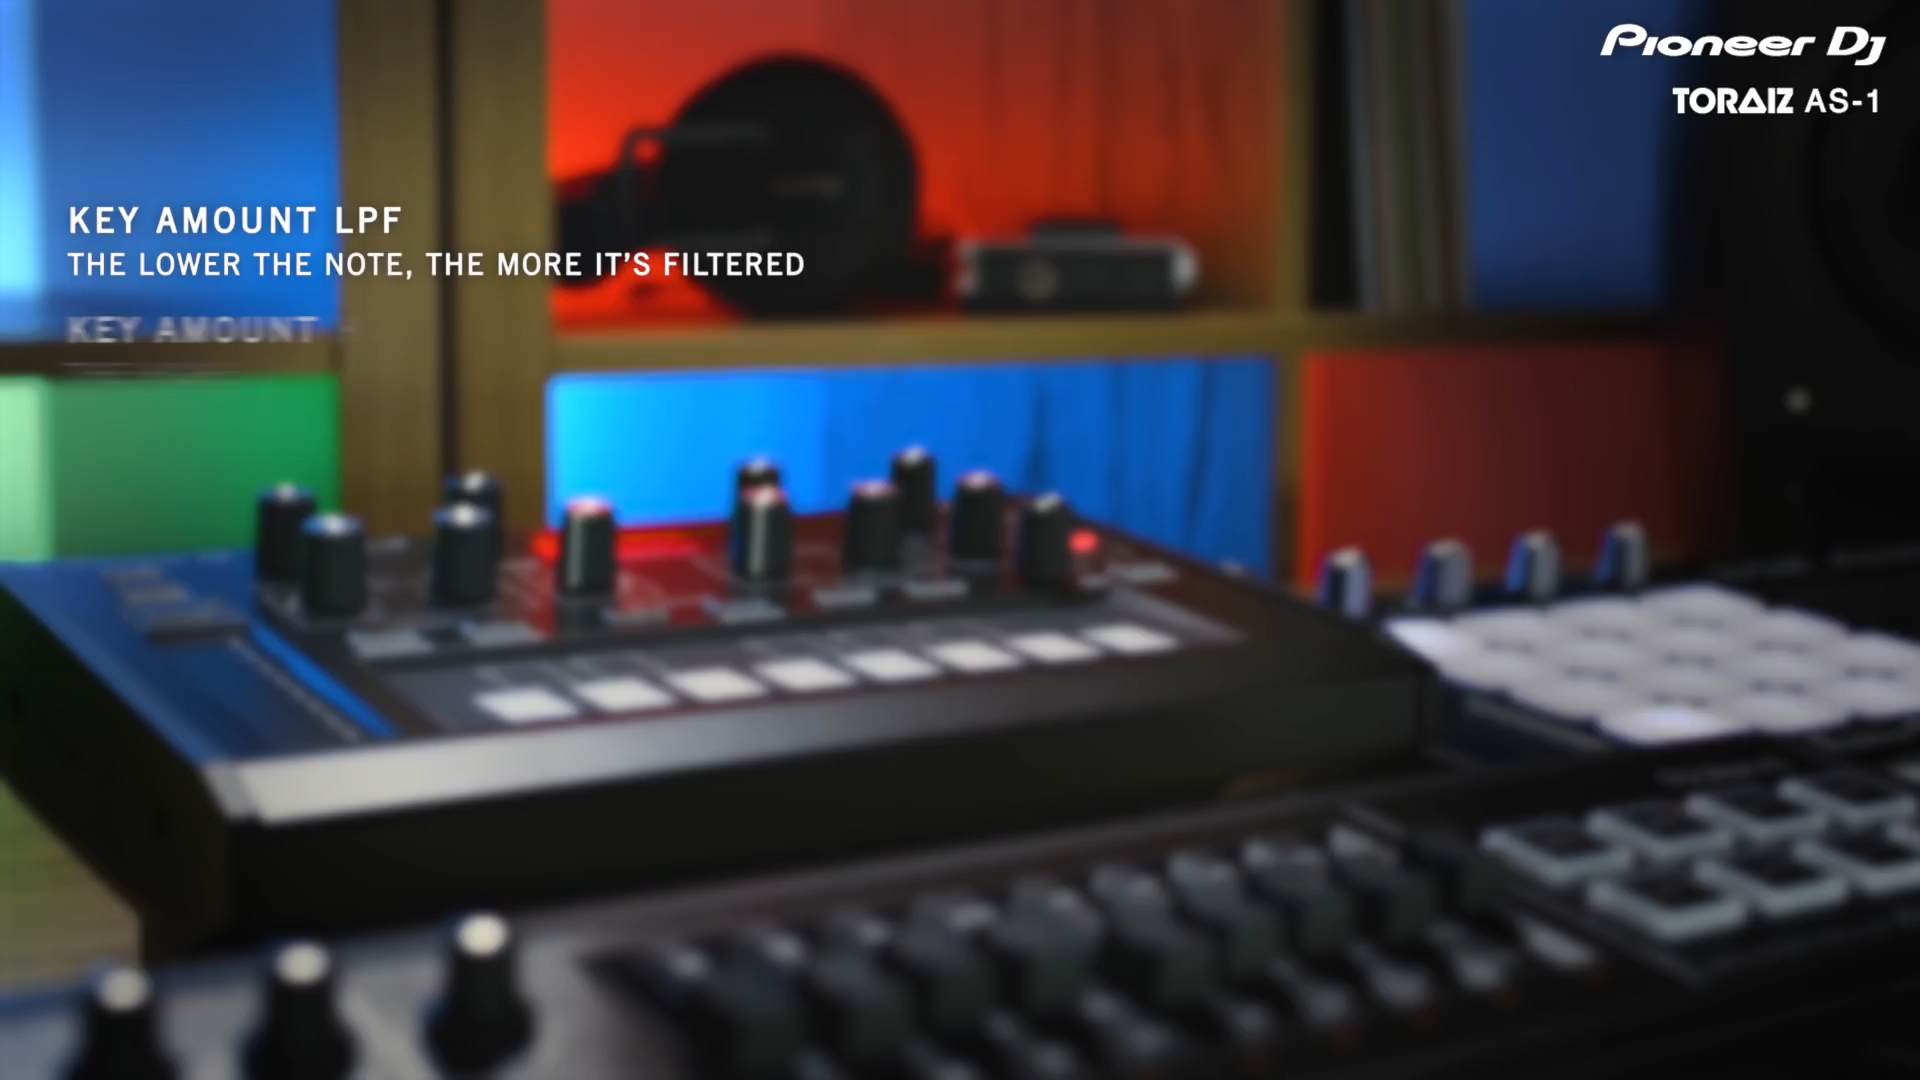 Pioneer DJ
TORAIZ AS-1
KEY AMOUNT LPF
THE LOWER THE NOTE, THE MORE IT'S FILTERED
KEY AMOUNT